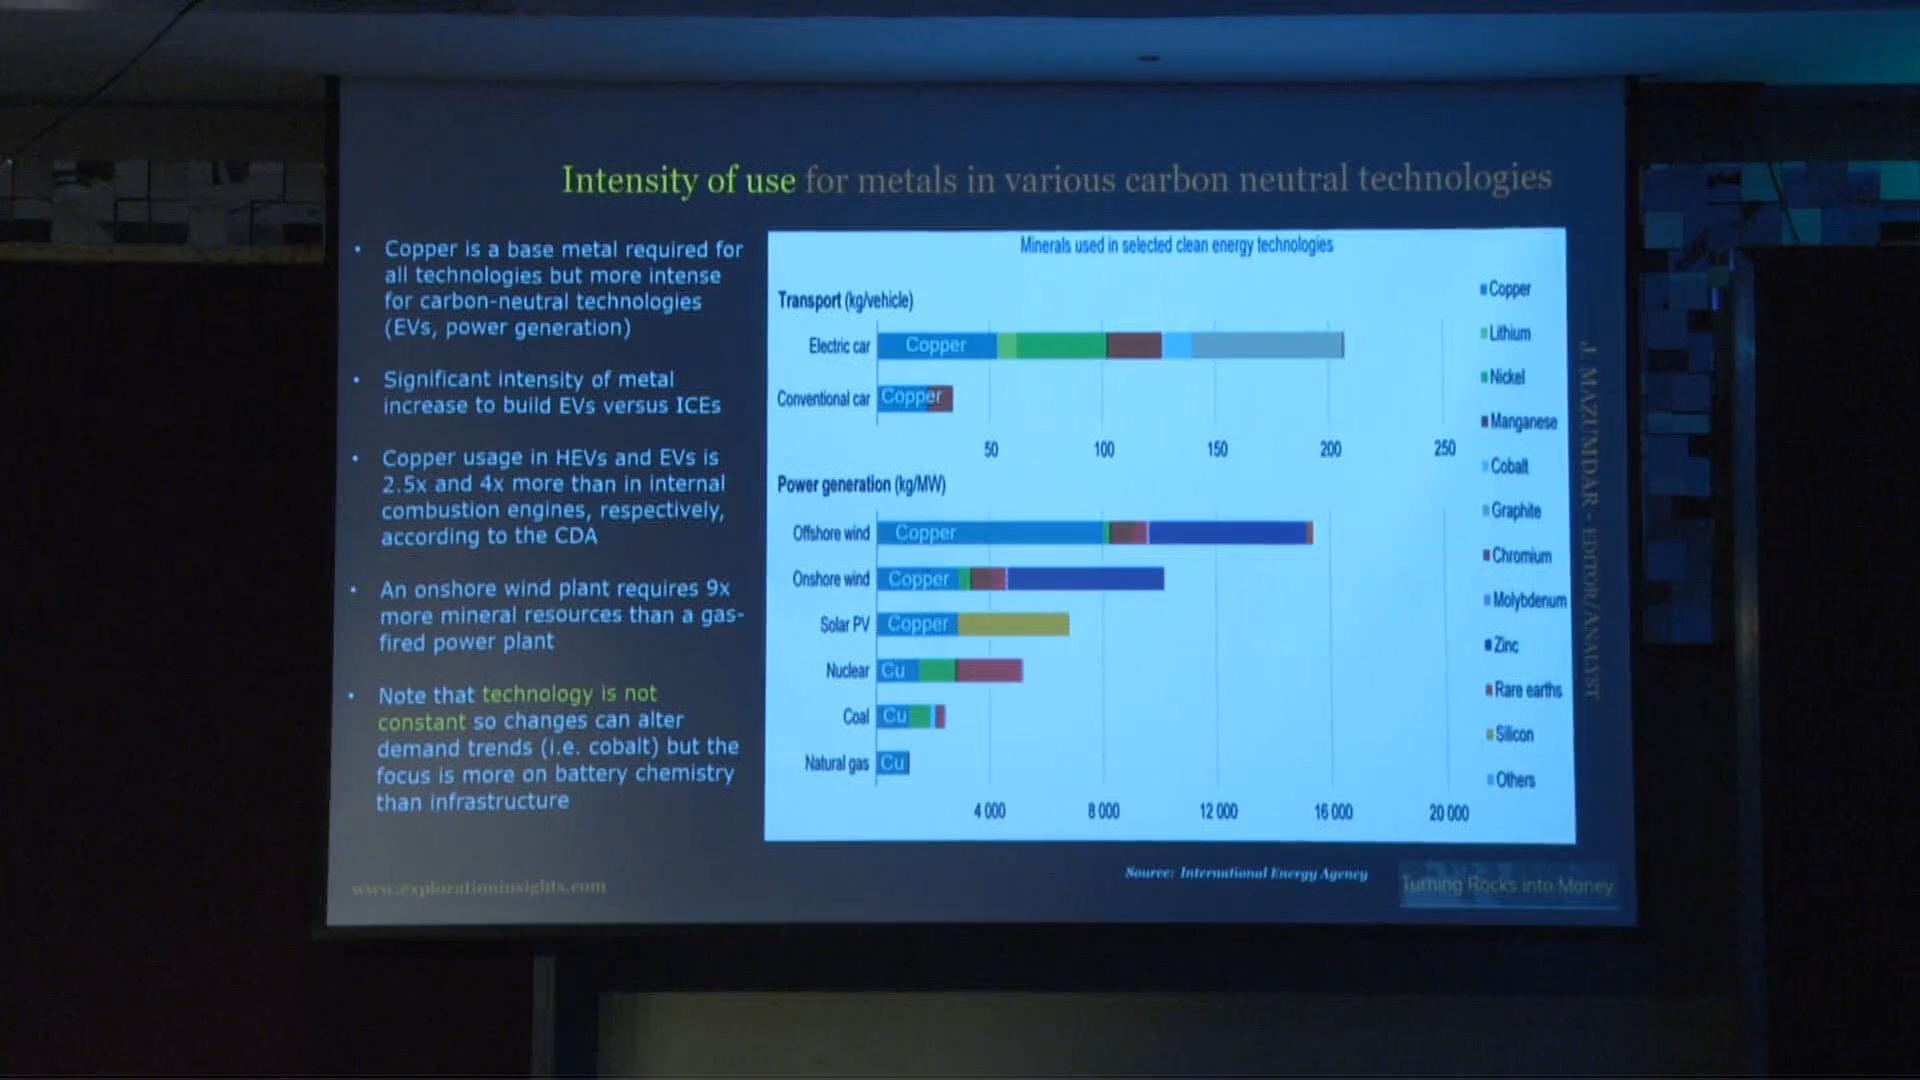 Intensity of use for metals in various carbon neutral technologies
• Copper is a base metal required for
all technologies but more intense
for carbon-neutral technologies
(EVs, power generation)
• Significant intensity of metal
increase to build EVs versus ICEs
• Copper usage in HEVs and EVs is
2.5x and 4x more than in internal
combustion engines, respectively,
according to the CDA
• An onshore wind plant requires 9x
more mineral resources than a gas-
fired power plant
• Note that technology is not
constant so changes can alter
demand trends (i.e. cobalt) but the
focus is more on battery chemistry
than infrastructure
Minerals used in selected clean energy technologies
Transport (kg/vehicle)
Electric car Copper
Conventional car Copper
50 100 150 200 250
Power generation (kg/MW)
Offshore wind Copper
Onshore wind Copper
Solar PV Copper
Nuclear Cu
Coal Cu
Natural gas Cu
4 000 8 000 12 000 16 000 20 000
Copper
Lithium
Nickel
Manganese
Cobalt
Graphite
Chromium
Molybdenum
Zinc
Rare earths
Silicon
Others
J. MAZUMDAR - EDITOR/ANALYST
www.explorationinsights.com
Source: International Energy Agency
Turning Rocks into Money